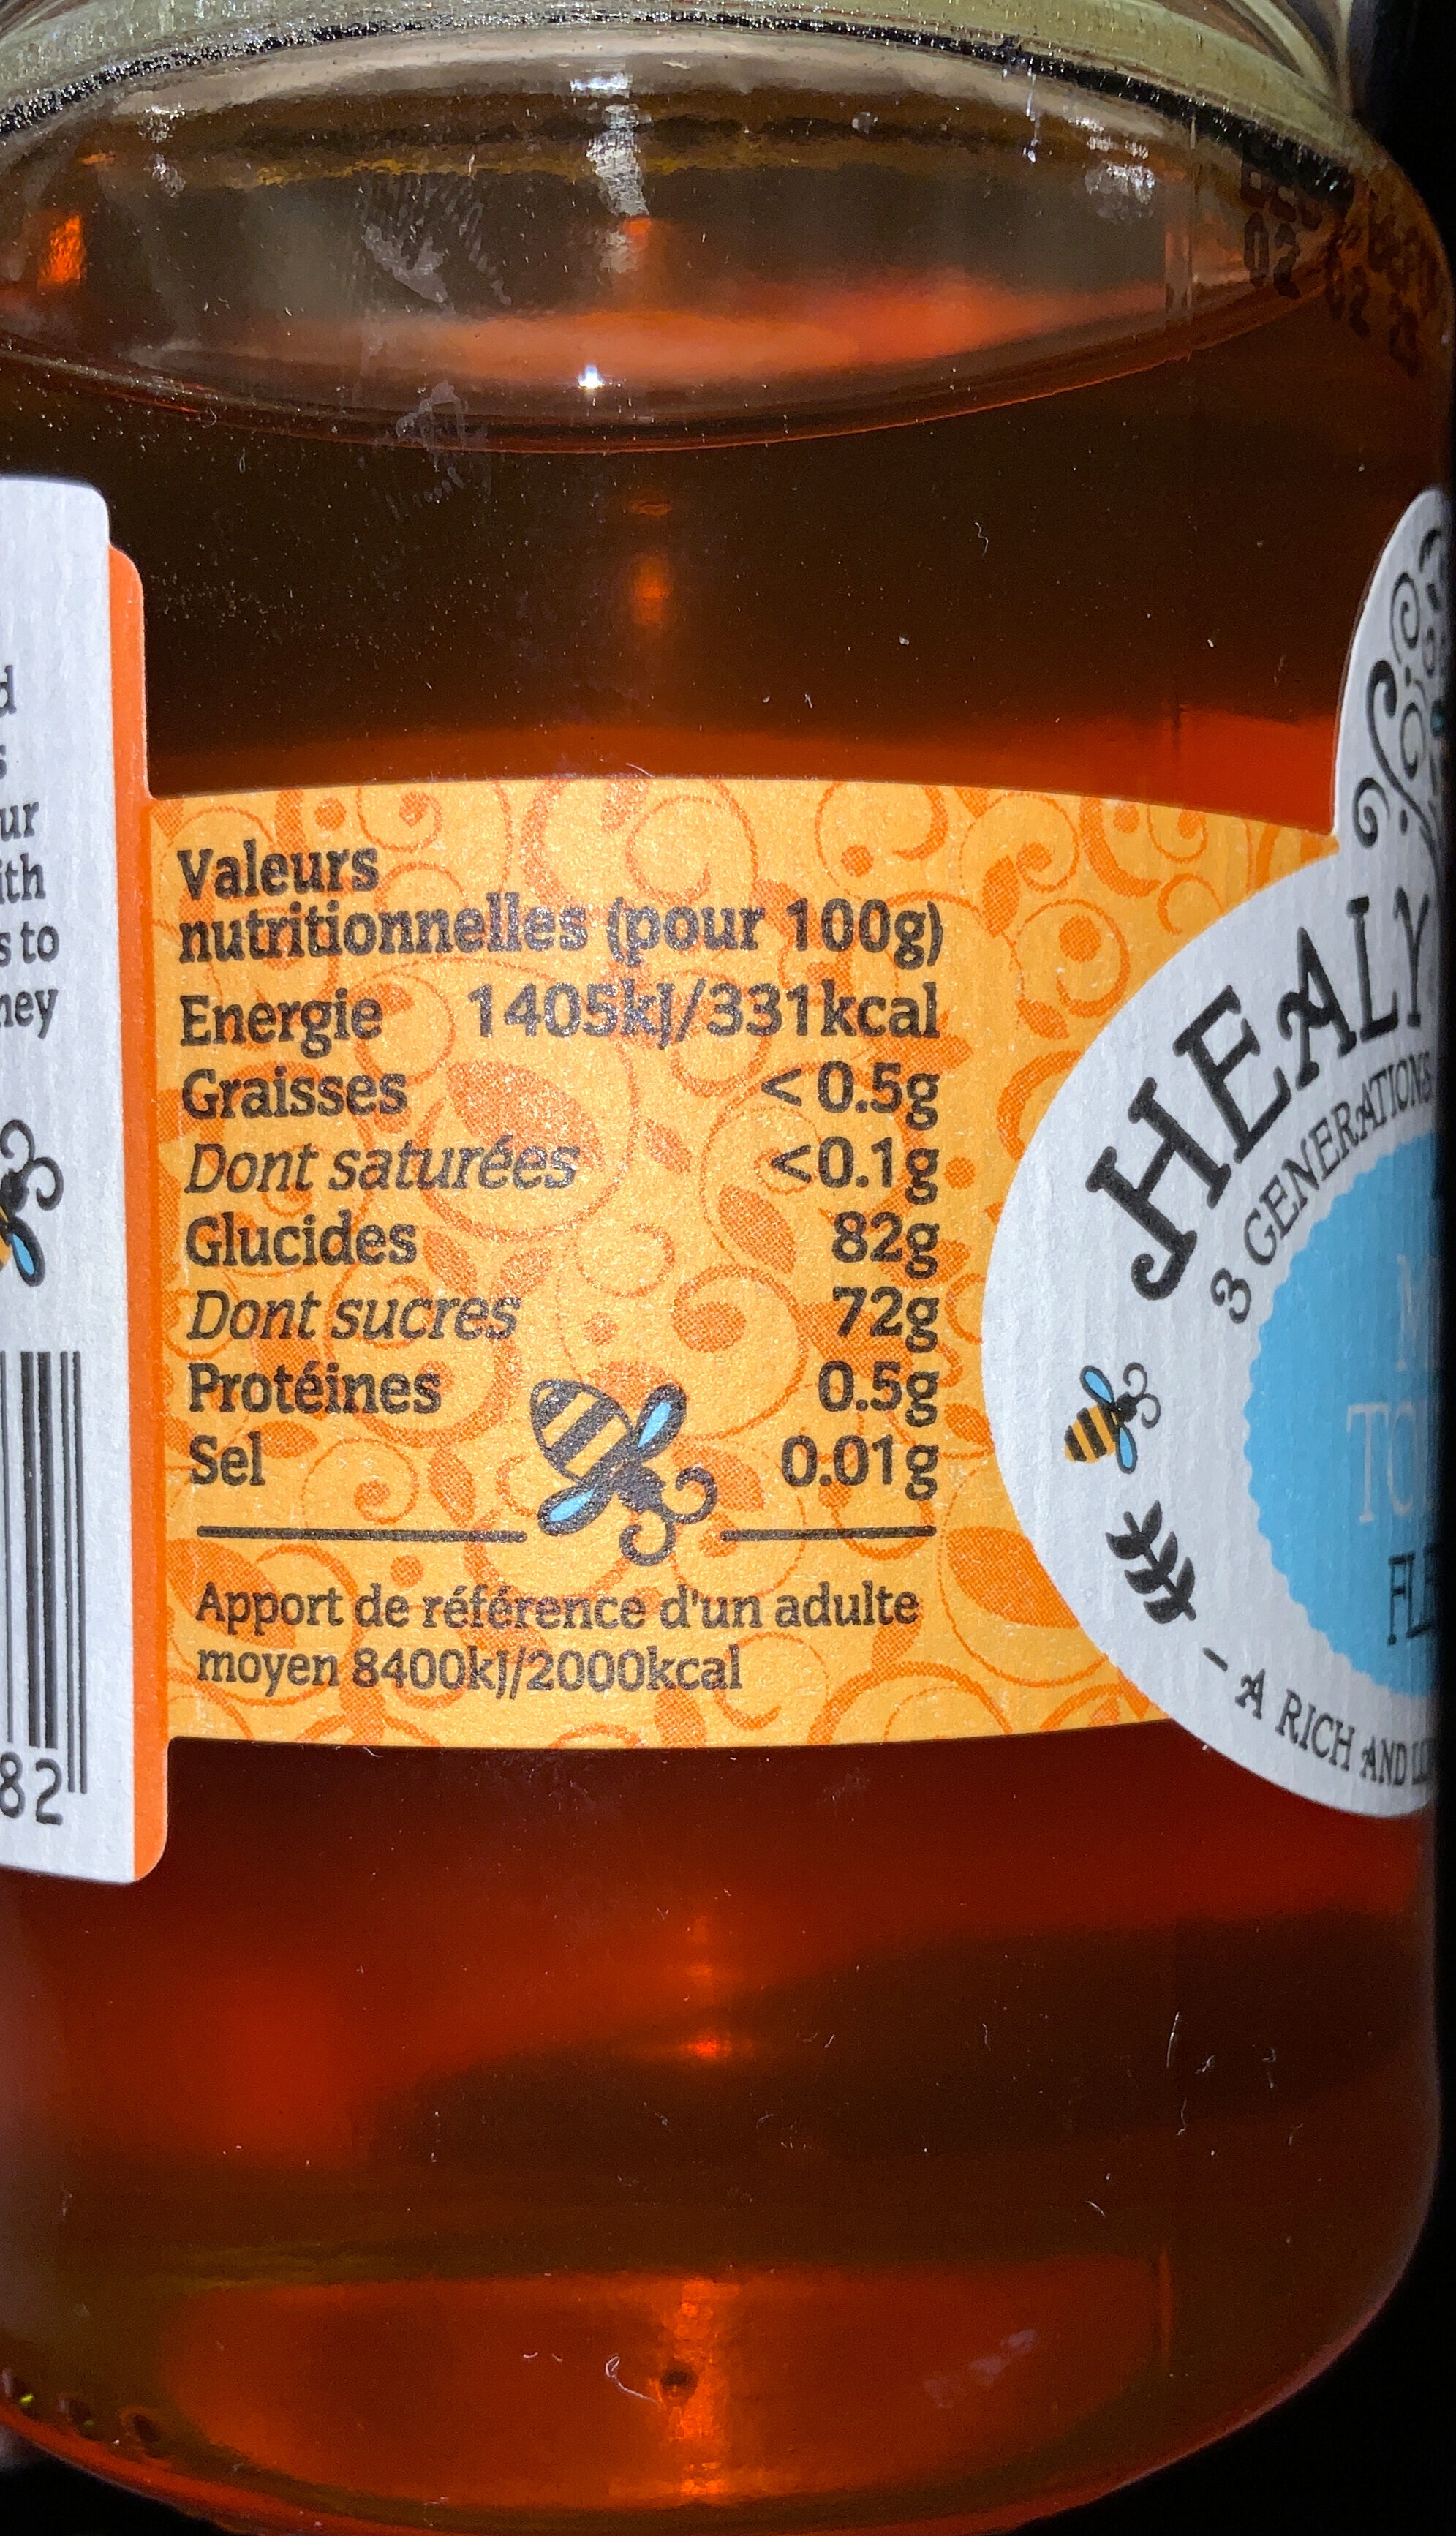 Valeurs
nutritionnelles (pour 100g)
Energie 1405kJ/331kcal
Graisses <0.5g
Dont saturées <0.1g
Glucides 82g
Dont sucres 72g
Protéines 0.5g
Sel 0.01g
Apport de référence d'un adulte
moyen 8400kJ/2000kcal
HEALY
3 GENERATIONS
- A RICH AND
s to
82